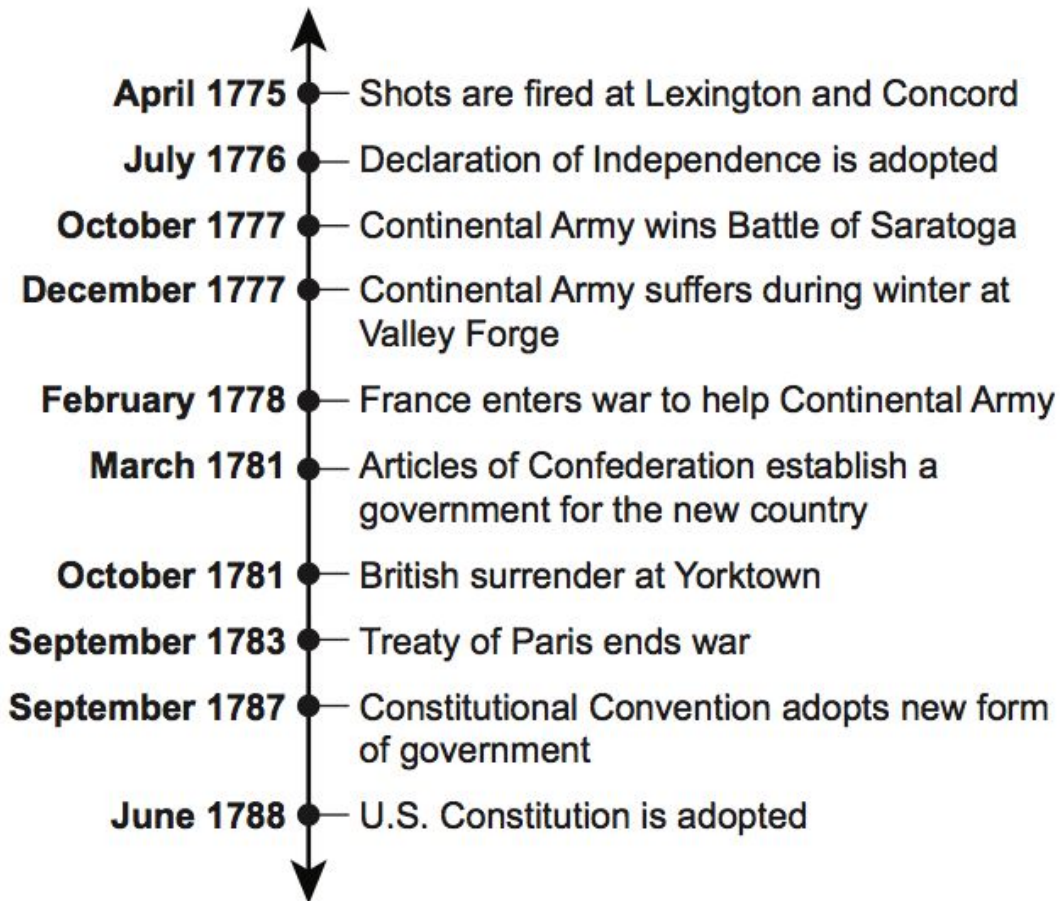 April 1775 Shots are fired at Lexington and Concord
July 1776 Declaration of Independence is adopted
October 1777 Continental Army wins Battle of Saratoga
December 1777 Continental Army suffers during winter at
Valley Forge
February 1778 France enters war to help Continental Army
March 1781 Articles of Confederation establish a
government for the new country
October 1781 British surrender at Yorktown
September 1783 Treaty of Paris ends war
September 1787 Constitutional Convention adopts new form
of government
June 1788 U.S. Constitution is adopted